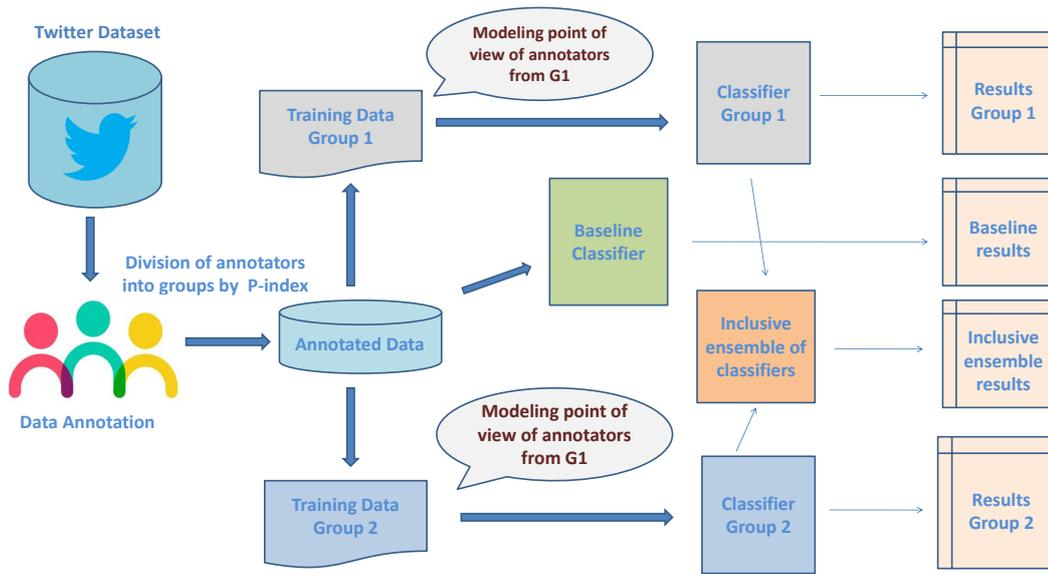 Twitter Dataset
Modeling point of
view of annotators
from G1
Training Data
Group 1
Classifier
Group 1
Results
Group 1
Baseline
Classifier
Baseline
results
Division of annotators
into groups by P-index
Annotated Data
Inclusive
ensemble of
classifiers
Inclusive
ensemble
results
Data Annotation
Modeling point of
view of annotators
from G1
Training Data
Group 2
Classifier
Group 2
Results
Group 2